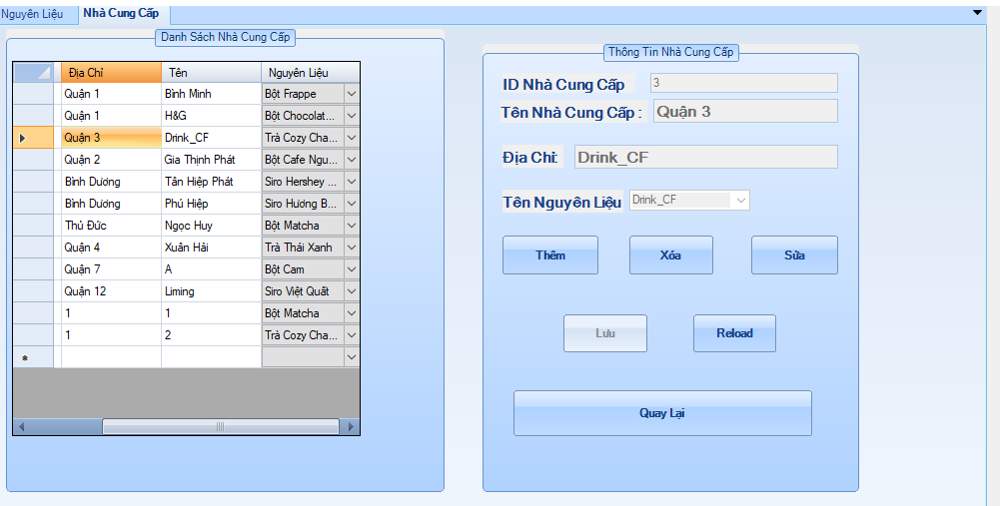 Nguyên Liệu Nhà Cung Cấp
Danh Sách Nhà Cung Cấp
Địa Chỉ Tên Nguyên Liệu
Quận 1 Bình Minh Bột Frappe
Quận 1 H&G Bột Chocolat...
Quận 3 Drink_CF Trà Cozy Cha...
Quận 2 Gia Thịnh Phát Bột Cafe Ngu...
Bình Dương Tân Hiệp Phát Siro Hershey ...
Bình Dương Phú Hiệp Siro Hương B...
Thủ Đức Ngọc Huy Bột Matcha
Quận 4 Xuân Hải Trà Thái Xanh
Quận 7 A Bột Cam
Quận 12 Liming Siro Việt Quất
1 1 Bột Matcha
1 2 Trà Cozy Cha...
Thông Tin Nhà Cung Cấp
ID Nhà Cung Cấp 3
Tên Nhà Cung Cấp : Quận 3
Địa Chỉ: Drink_CF
Tên Nguyên Liệu Drink_CF
Thêm Xóa Sửa
Lưu Reload
Quay Lại